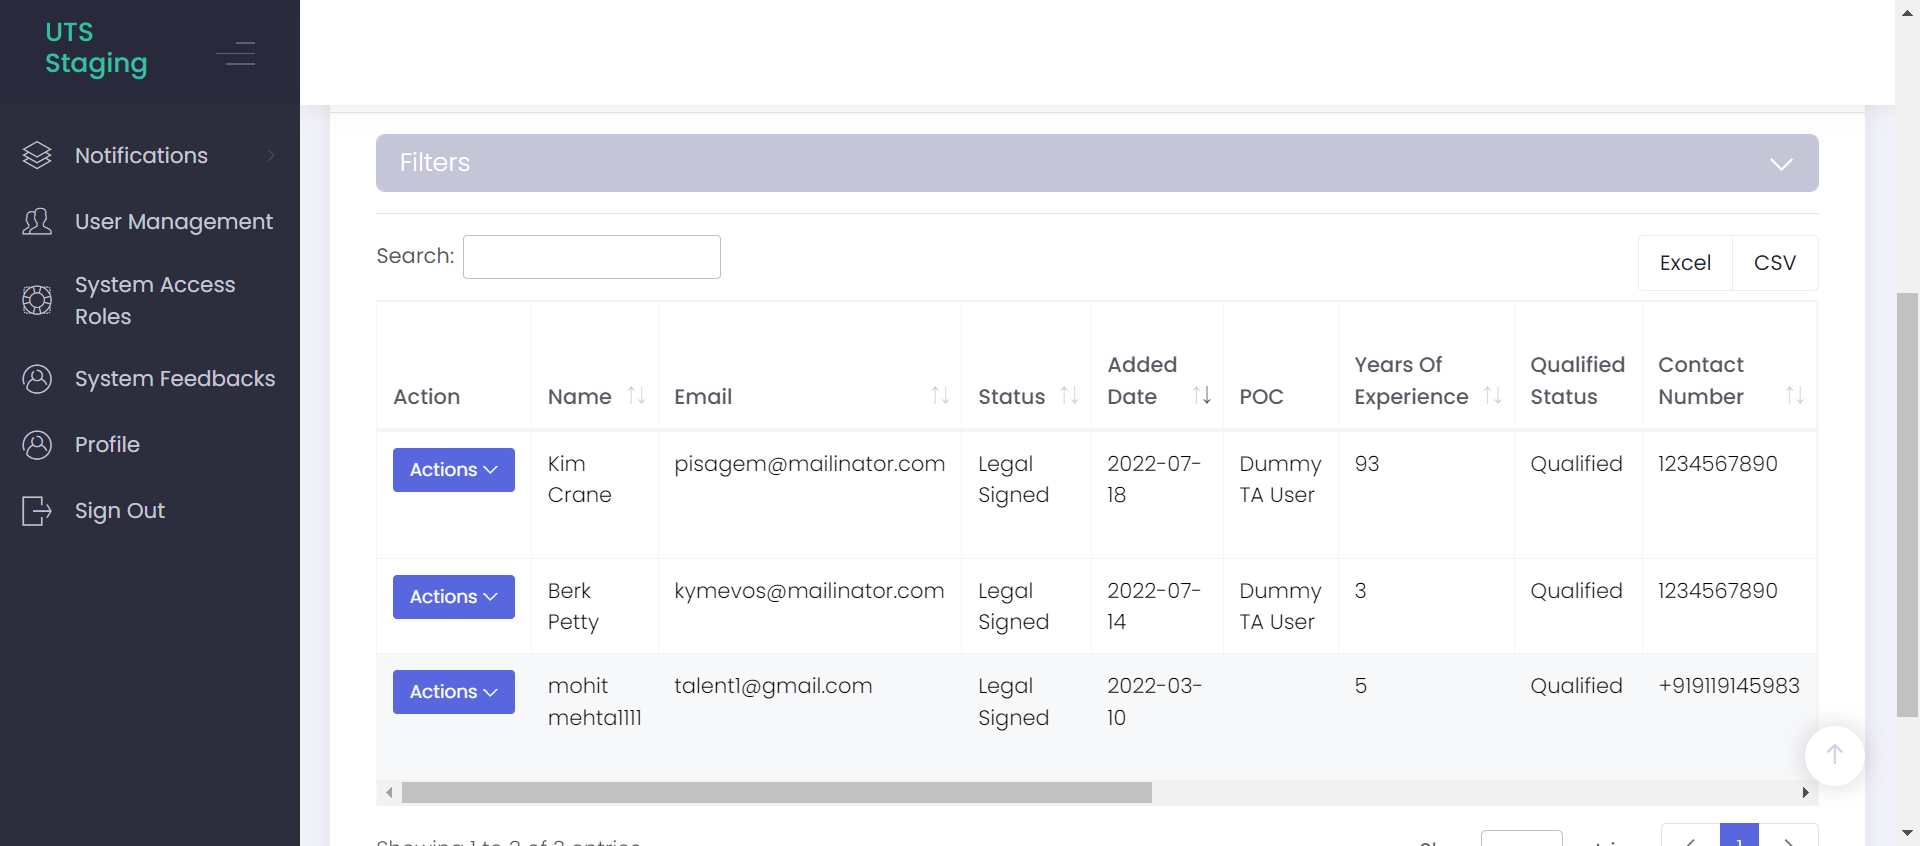 UTS
Staging
Notifications
User Management
System Access
Roles
System Feedbacks
Profile
Sign Out
Filters
Search:
Excel CSV
Action Name Email Status Added Date POC Years Of Experience Qualified Status Contact Number
Actions Kim Crane pisagem@mailinator.com Legal Signed 2022-07-18 Dummy TA User 93 Qualified 1234567890
Actions Berk Petty kymevos@mailinator.com Legal Signed 2022-07-14 Dummy TA User 3 Qualified 1234567890
Actions mohit mehta1111 talent1@gmail.com Legal Signed 2022-03-10 5 Qualified +919119145983
1